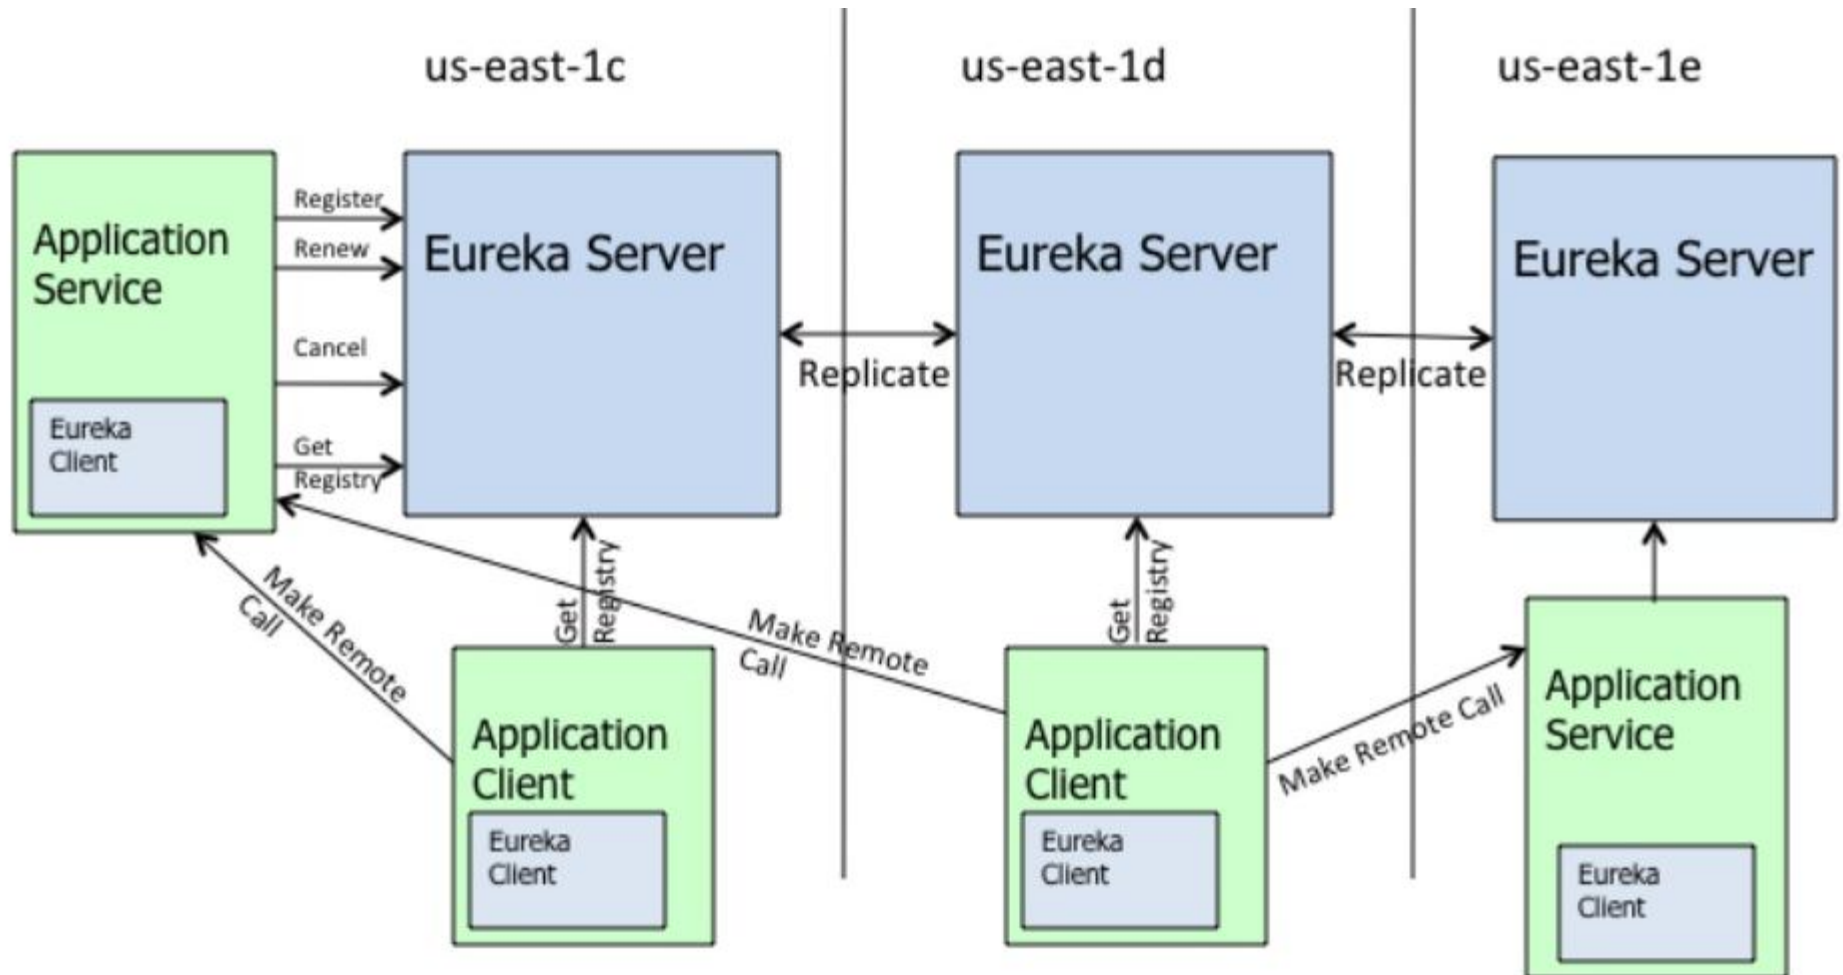 us-east-1c
us-east-1d
us-east-1e
Application
Service
Eureka
Client
Register
Renew
Cancel
Get
Registry
Eureka Server
Replicate
Eureka Server
Replicate
Eureka Server
Make Remote
Call
Get
Registry
Make Remote
Call
Get
Registry
Make Remote Call
Application
Client
Eureka
Client
Application
Client
Eureka
Client
Application
Service
Eureka
Client